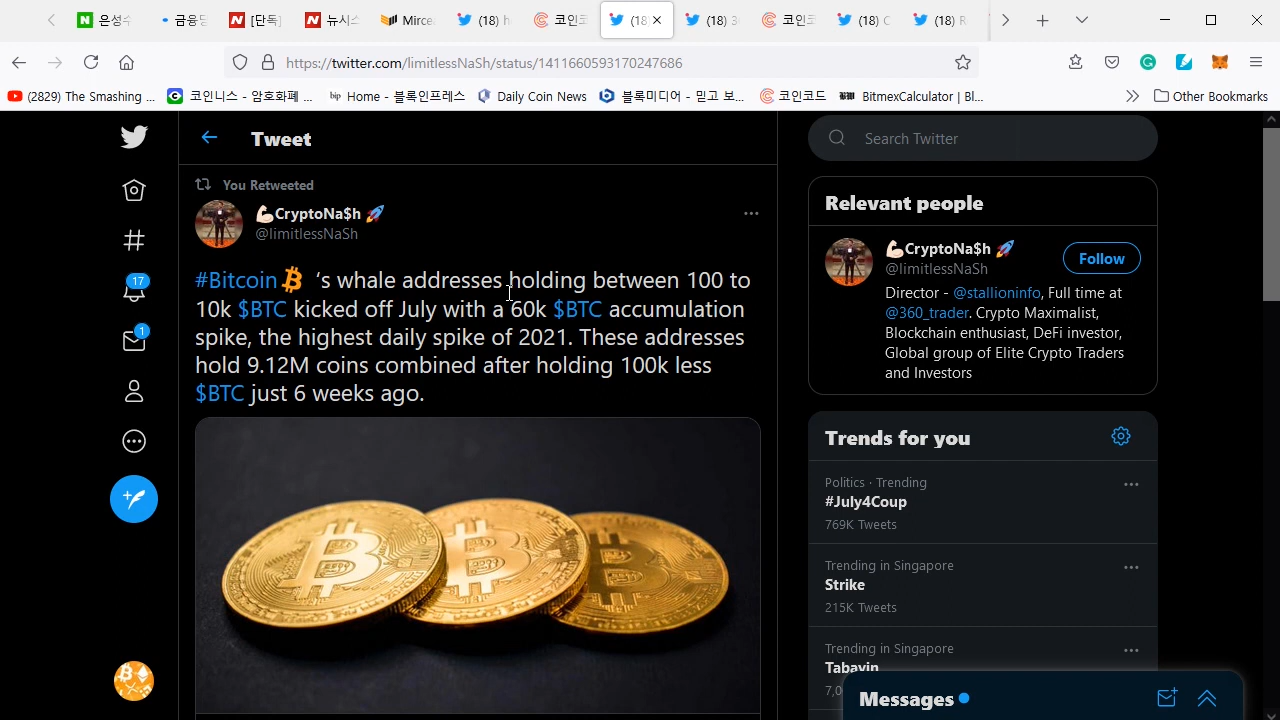 은성수
금융당
[단독]
뉴시스
Mirce
(18)
코인코
(18)
(18)
코인코
(18)
(18)
https://twitter.com/limitlessNaSh/status/1411660593170247686
(2829) The Smashing ...
코인니스 - 암호화폐 ...
bip Home - 블록인프레스
Daily Coin News
블록미디어 - 믿고 보...
코인코드
BitmexCalculator | Bl...
Other Bookmarks
Tweet
You Retweeted
CryptoNa$h
@limitlessNaSh
#Bitcoin 's whale addresses holding between 100 to
10k $BTC kicked off July with a 60k $BTC accumulation
spike, the highest daily spike of 2021. These addresses
hold 9.12M coins combined after holding 100k less
$BTC just 6 weeks ago.
17
1
Search Twitter
Relevant people
CryptoNa$h
@limitlessNaSh
Follow
Director - @stallioninfo, Full time at
@360_trader. Crypto Maximalist,
Blockchain enthusiast, DeFi investor,
Global group of Elite Crypto Traders
and Investors
Trends for you
Politics · Trending
#July4Coup
769K Tweets
Trending in Singapore
Strike
215K Tweets
Trending in Singapore
Tabayin
Messages